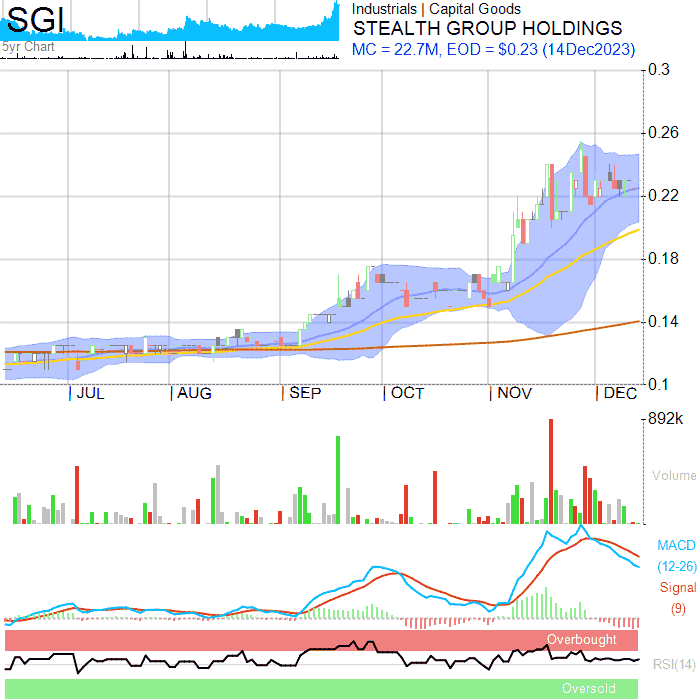 SGI
5yr Chart
Industrials | Capital Goods
STEALTH GROUP HOLDINGS
MC = 22.7M, EOD = $0.23 (14Dec2023)
0.3
0.26
0.22
0.18
0.14
0.1
JUL AUG SEP OCT NOV DEC
892k
Volume
MACD
(12-26)
Signal
(9)
Overbought
RSI(14)
Oversold